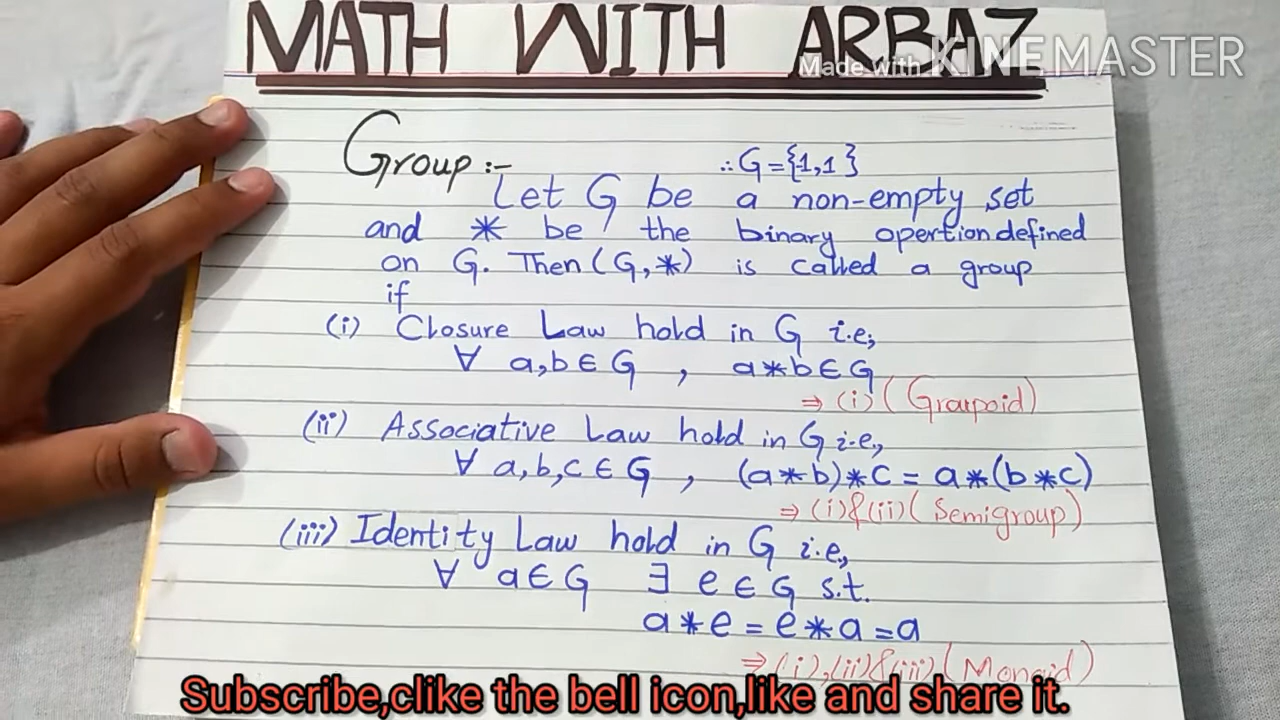 MATH WITH ARBAZ
Made with KINEMASTER
Group :-
∴ G = {-1,1}
Let G be a non-empty set
and * be the binary opertion defined
on G. Then (G,*) is called a group
if
(i) Closure Law hold in G i.e;
∀ a,b ∈ G , a*b ∈ G
⇒ (i) (Groupoid)
(ii) Associative Law hold in G i.e,
∀ a,b,c ∈ G , (a*b)*c = a*(b*c)
⇒ (i)&(ii) (Semigroup)
(iii) Identity Law hold in G i.e,
∀ a ∈ G ∃ e ∈ G s.t.
a*e = e*a = a
⇒ (i),(ii)&(iii) (Monoid)
Subscribe,clike the bell icon,like and share it.